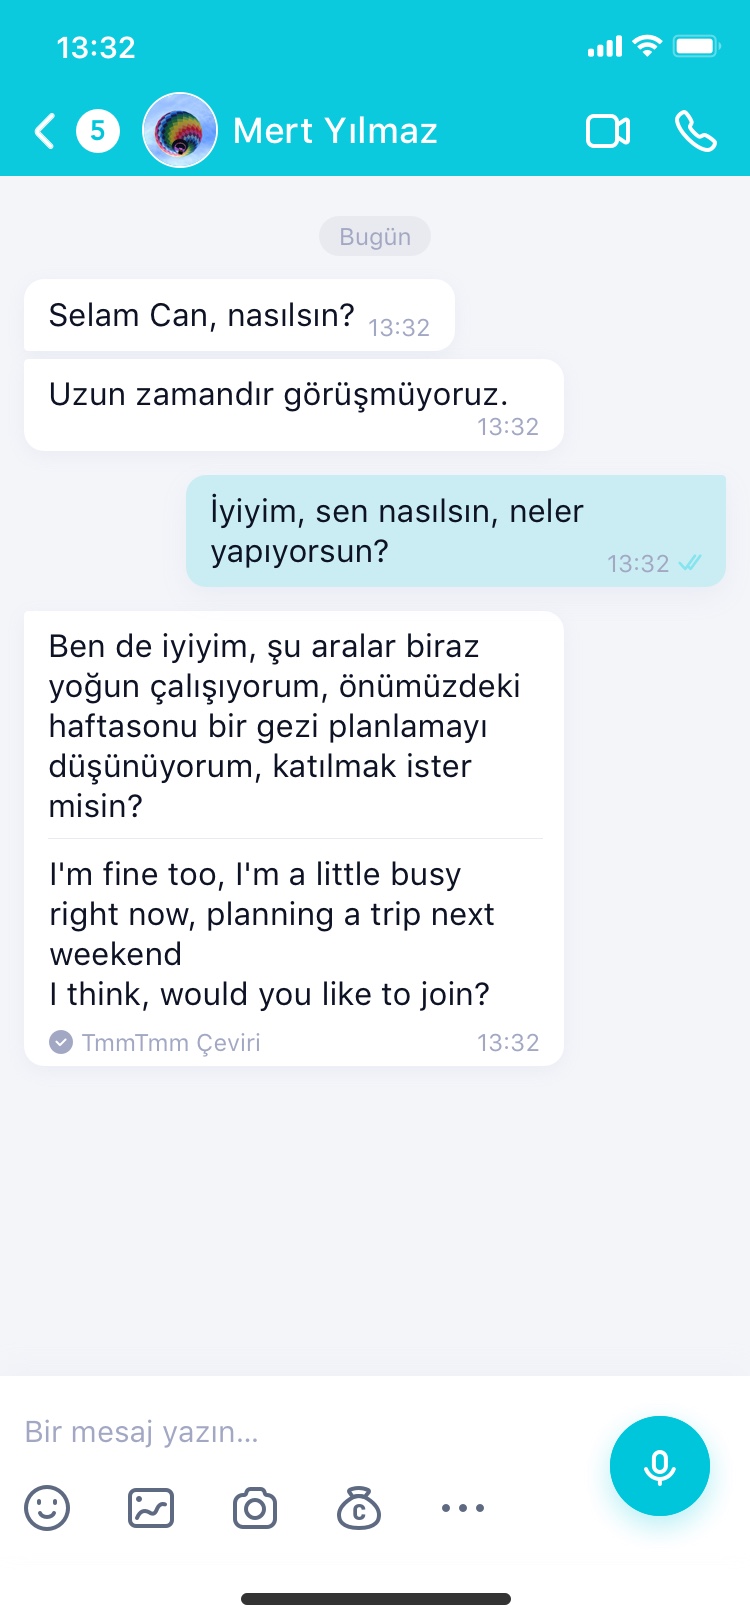 13:32
5
Mert Yılmaz
Bugün
Selam Can, nasılsın?
13:32
Uzun zamandır görüşmüyoruz.
13:32
İyiyim, sen nasılsın, neler
yapıyorsun?
13:32
Ben de iyiyim, şu aralar biraz
yoğun çalışıyorum, önümüzdeki
haftasonu bir gezi planlamayı
düşünüyorum, katılmak ister
misin?
I'm fine too, I'm a little busy
right now, planning a trip next
weekend
I think, would you like to join?
TmmTmm Çeviri
13:32
Bir mesaj yazın...
C